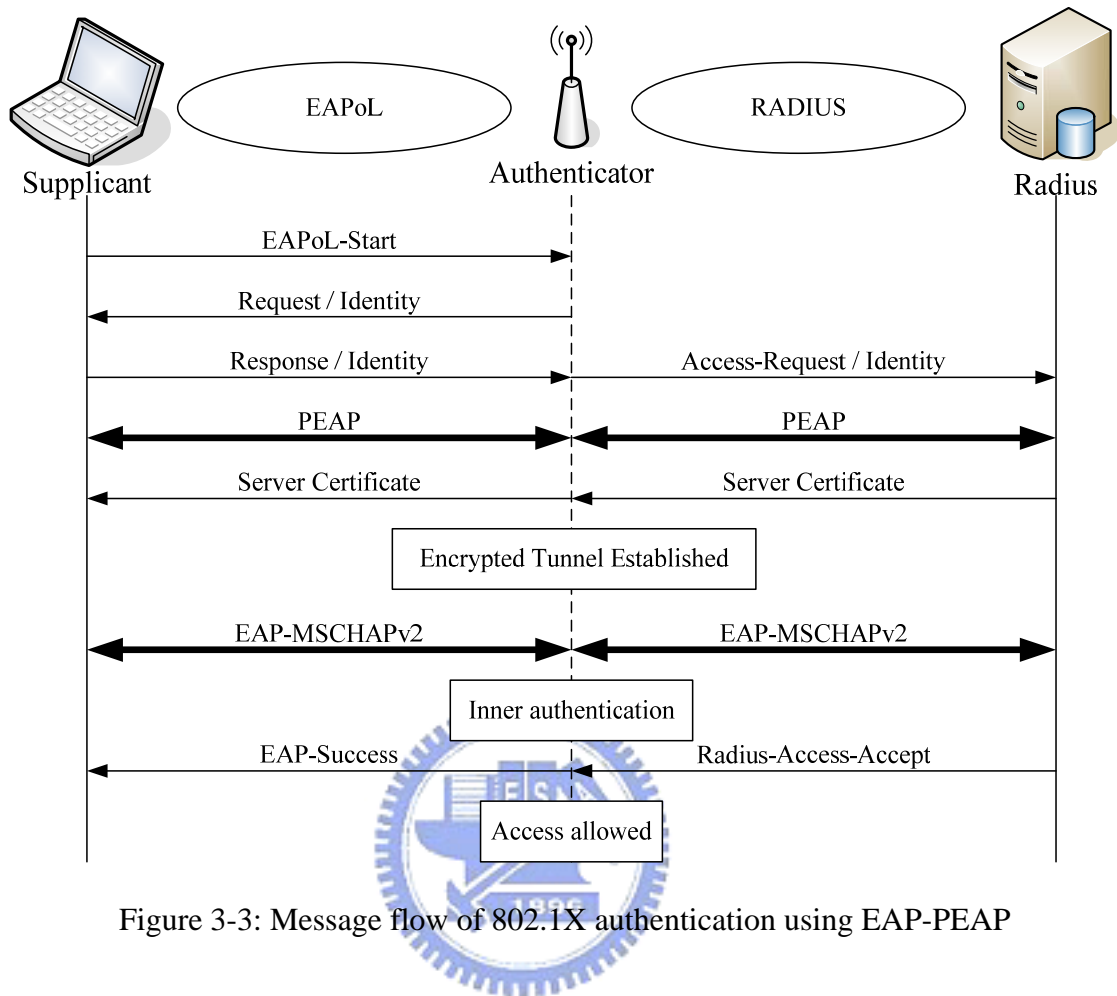 EAPoL
RADIUS
Supplicant
Authenticator
Radius
EAPoL-Start
Request / Identity
Response / Identity
Access-Request / Identity
PEAP
PEAP
Server Certificate
Server Certificate
Encrypted Tunnel Established
EAP-MSCHAPv2
EAP-MSCHAPv2
Inner authentication
EAP-Success
Radius-Access-Accept
E S
Access allowed
1896
Figure 3-3: Message flow of 802.1X authentication using EAP-PEAP